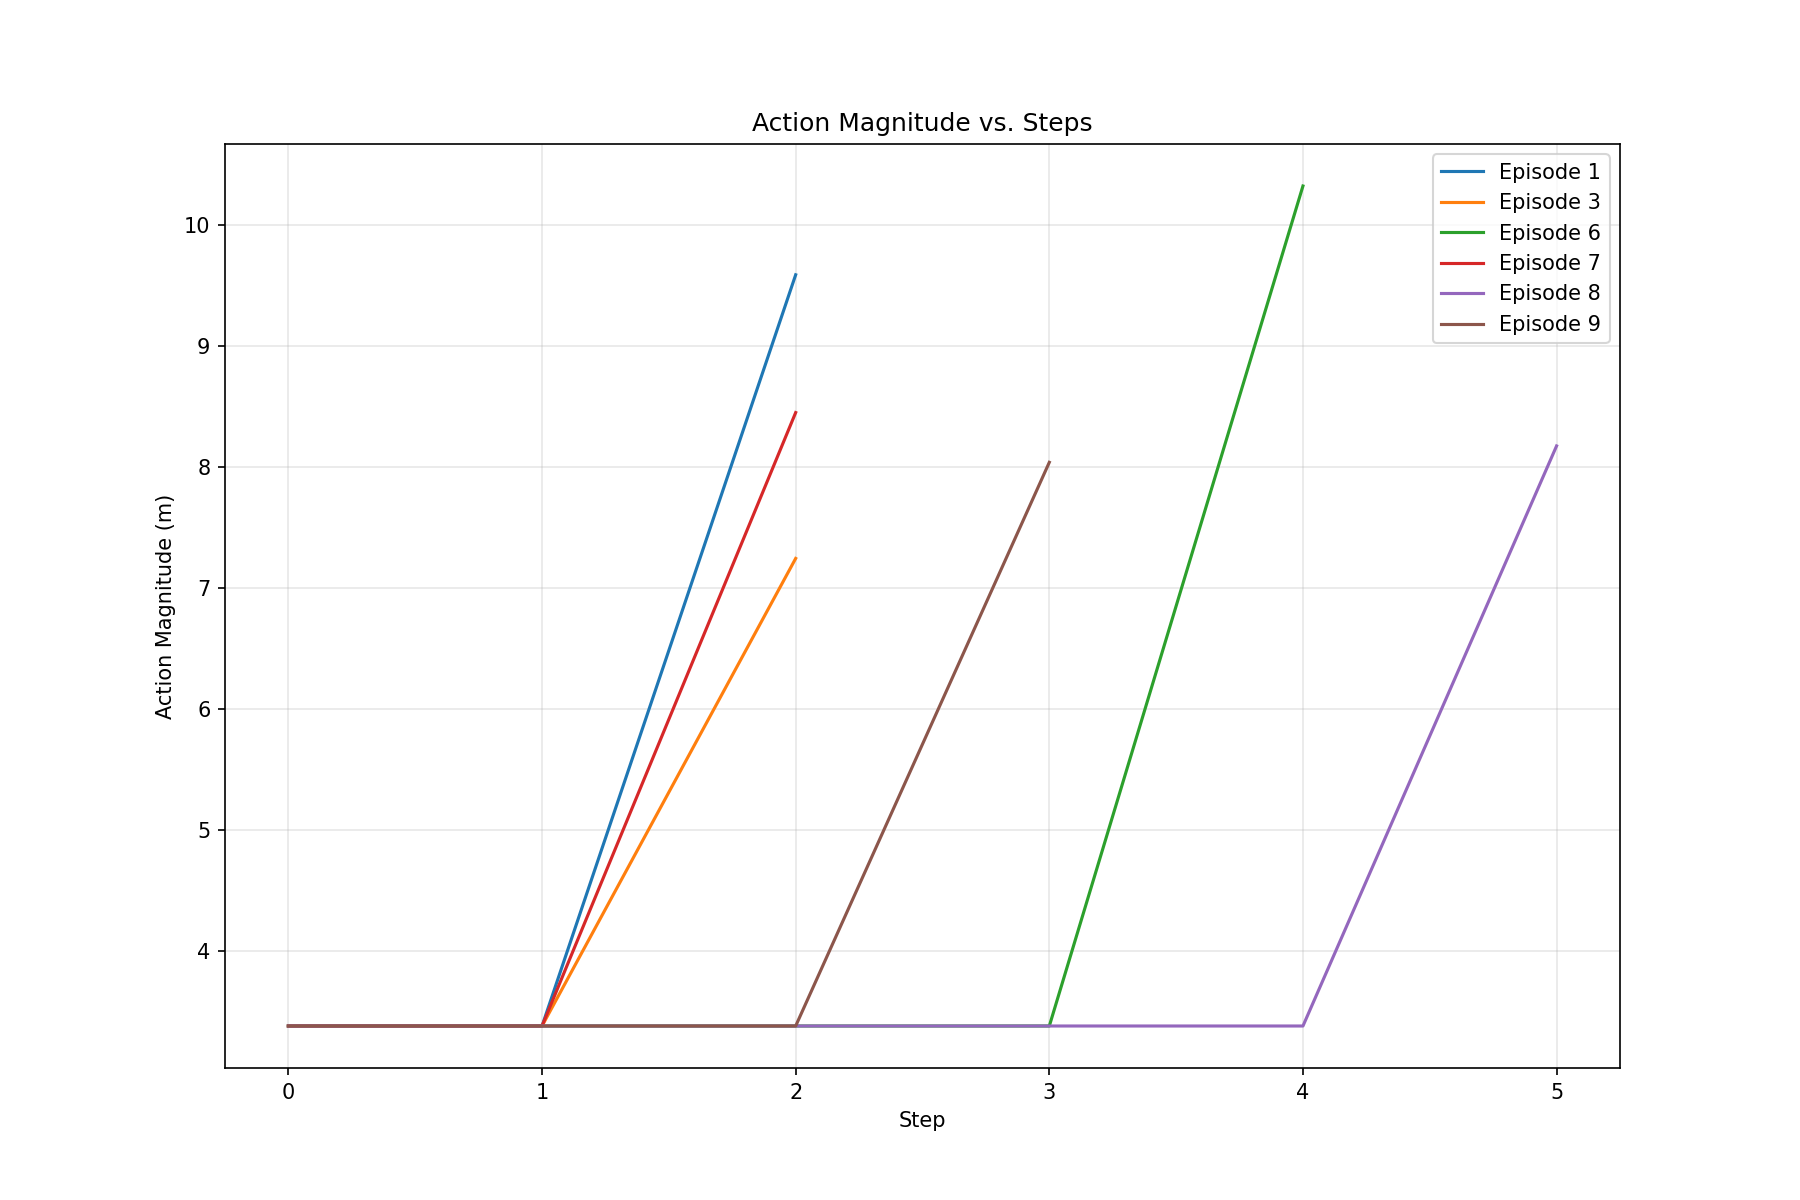 Action Magnitude vs. Steps
Episode 1
Episode 3
Episode 6
Episode 7
Episode 8
Episode 9
Action Magnitude (m)
10
9
8
7
6
5
4
0 1 2 3 4 5
Step